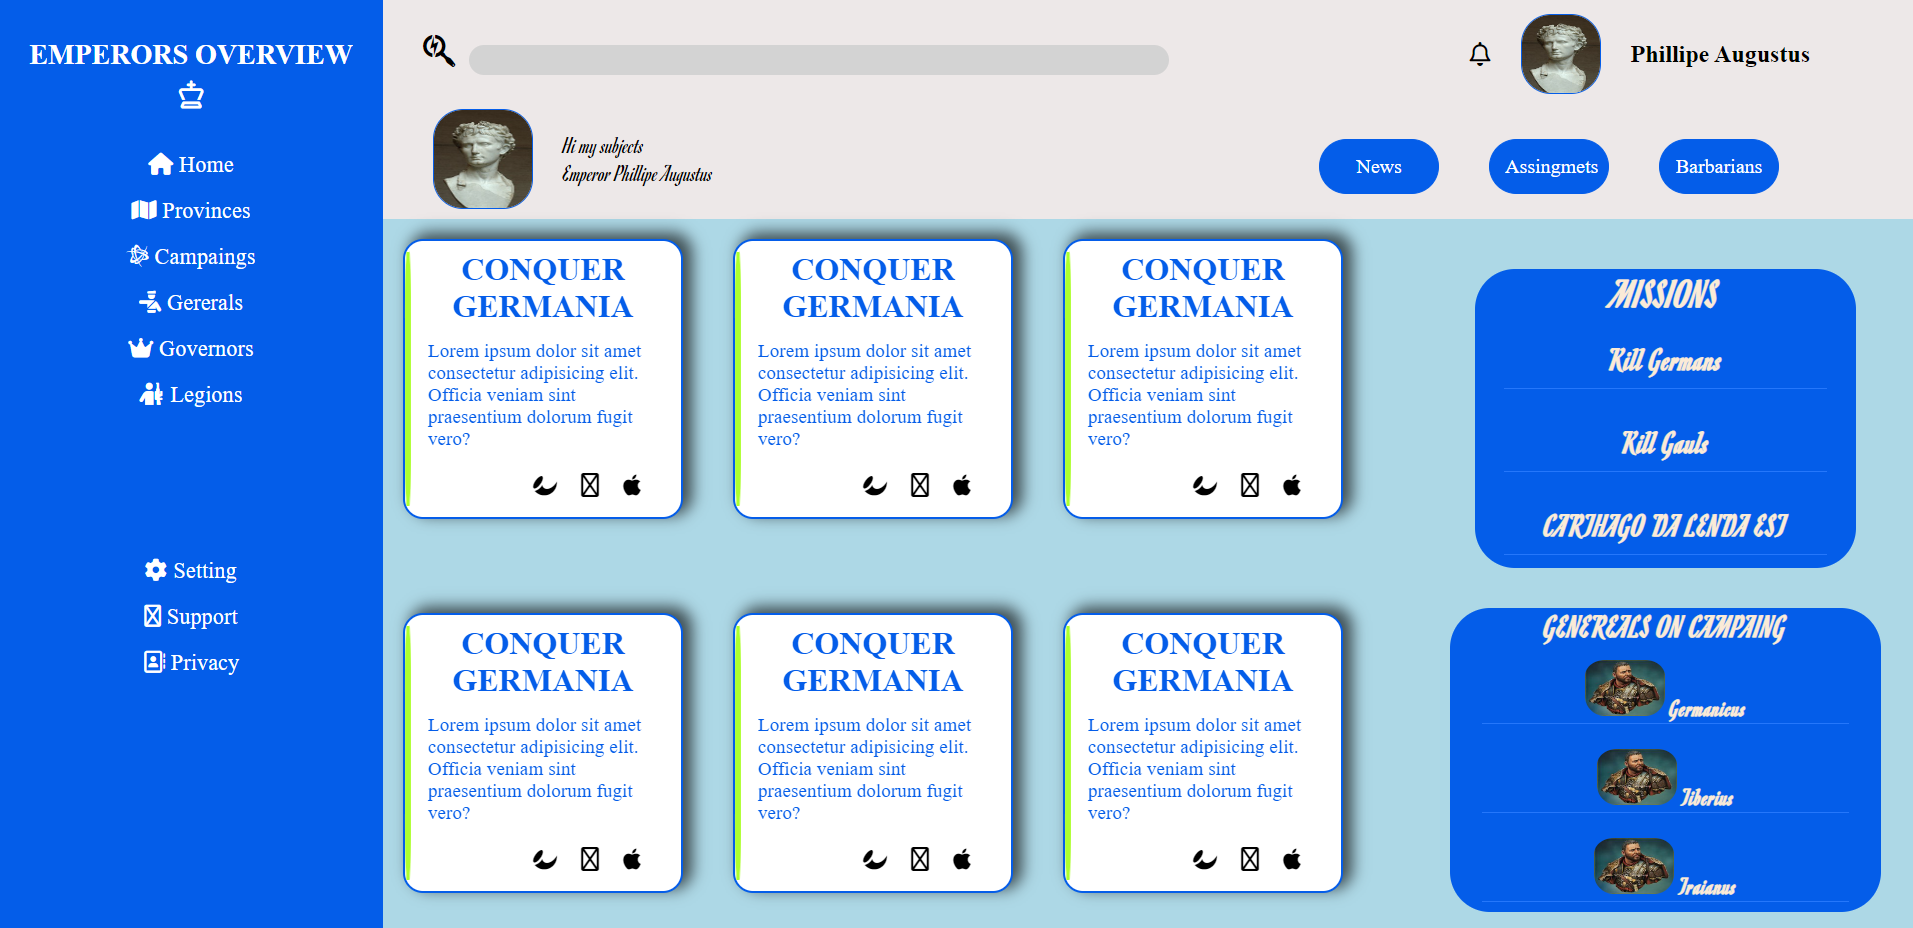 EMPERORS OVERVIEW
Home
Provinces
Campaings
Gererals
Governors
Legions
Setting
Support
Privacy
Phillipe Augustus
Hi my subjects
Emperor Phillipe Augustus
News
Assingmets
Barbarians
CONQUER
GERMANIA
Lorem ipsum dolor sit amet
consectetur adipisicing elit.
Officia veniam sint
praesentium dolorum fugit
vero?
CONQUER
GERMANIA
Lorem ipsum dolor sit amet
consectetur adipisicing elit.
Officia veniam sint
praesentium dolorum fugit
vero?
CONQUER
GERMANIA
Lorem ipsum dolor sit amet
consectetur adipisicing elit.
Officia veniam sint
praesentium dolorum fugit
vero?
CONQUER
GERMANIA
Lorem ipsum dolor sit amet
consectetur adipisicing elit.
Officia veniam sint
praesentium dolorum fugit
vero?
CONQUER
GERMANIA
Lorem ipsum dolor sit amet
consectetur adipisicing elit.
Officia veniam sint
praesentium dolorum fugit
vero?
CONQUER
GERMANIA
Lorem ipsum dolor sit amet
consectetur adipisicing elit.
Officia veniam sint
praesentium dolorum fugit
vero?
MISSIONS
Kill Germans
Kill Gauls
CARTHAGO DA LENDA EST
GENEREALS ON CAMPAING
Germanicus
Tiberius
Traianus